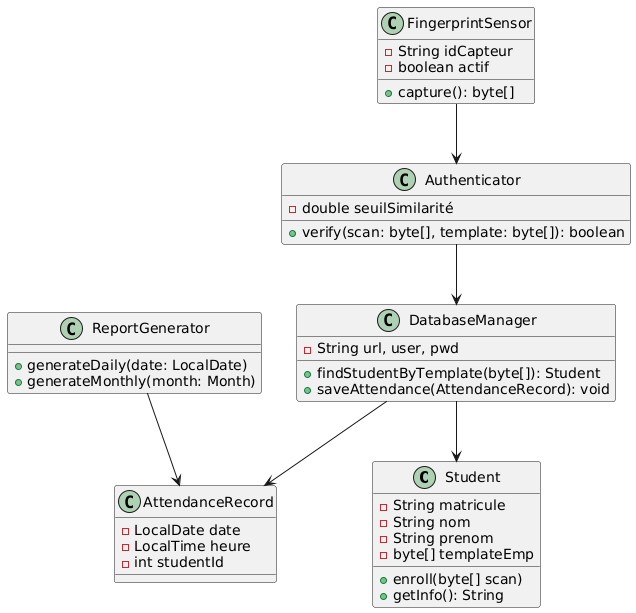 C FingerprintSensor
String idCapteur
boolean actif
capture(): byte[]
C Authenticator
double seuilSimilarité
verify(scan: byte[], template: byte[]): boolean
C ReportGenerator
generateDaily(date: LocalDate)
generateMonthly(month: Month)
C DatabaseManager
String url, user, pwd
findStudentByTemplate(byte[]): Student
saveAttendance(AttendanceRecord): void
C AttendanceRecord
LocalDate date
LocalTime heure
int studentId
C Student
String matricule
String nom
String prenom
byte[] templateEmp
enroll(byte[] scan)
getInfo(): String